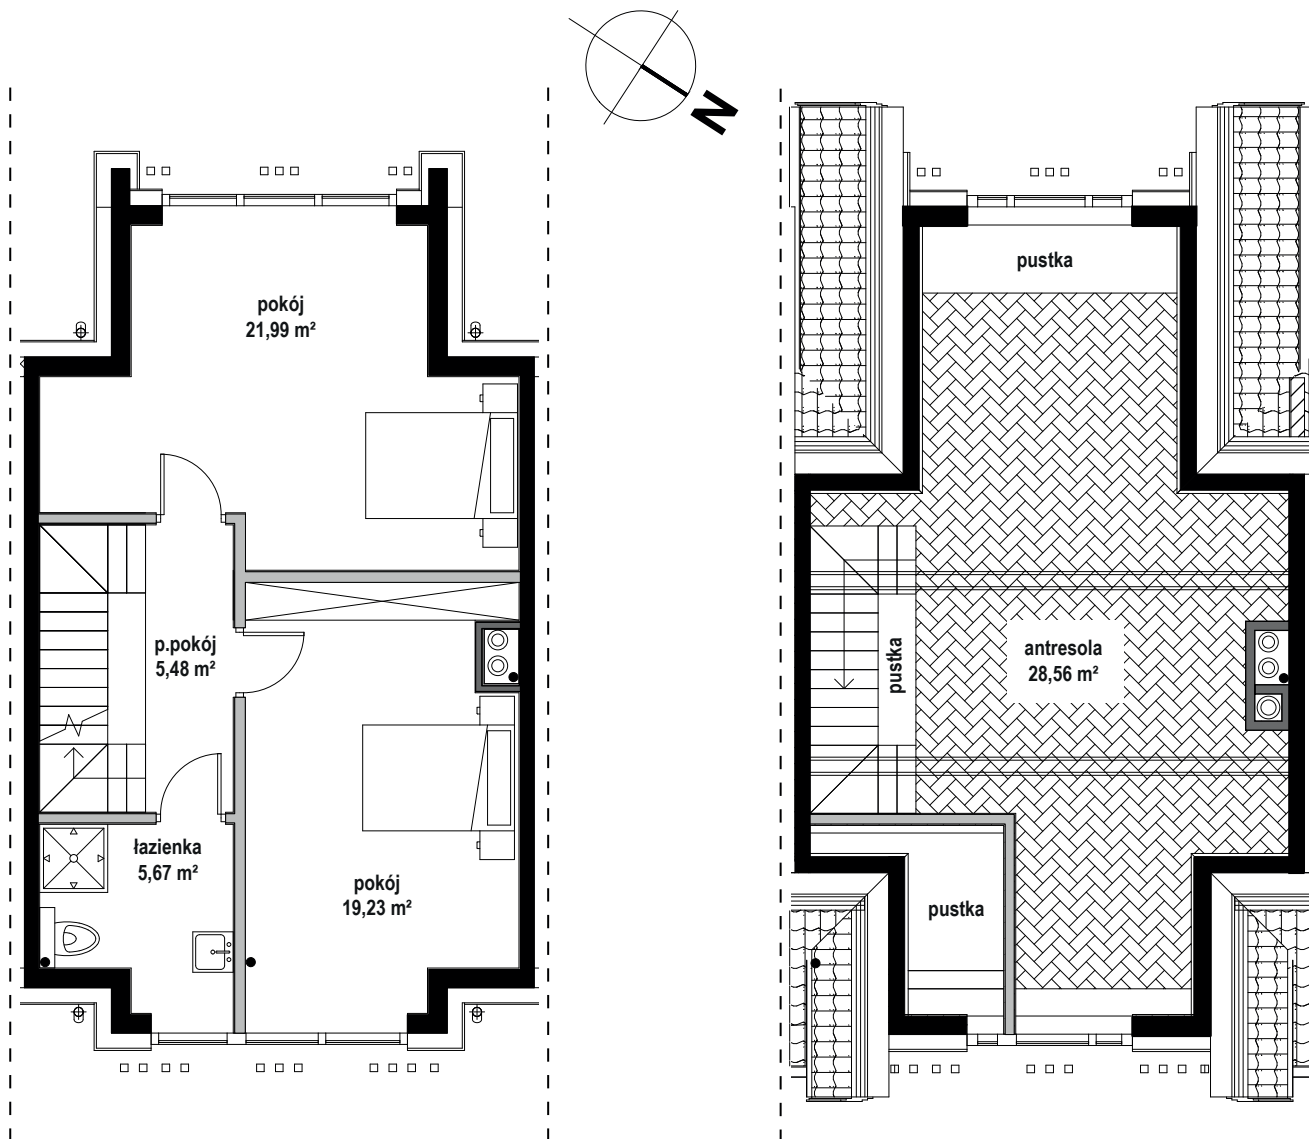 N
pokój
21,99 m²
p.pokój
5,48 m²
łazienka
5,67 m²
pokój
19,23 m²
pustka
pustka
antresola
28,56 m²
pustka